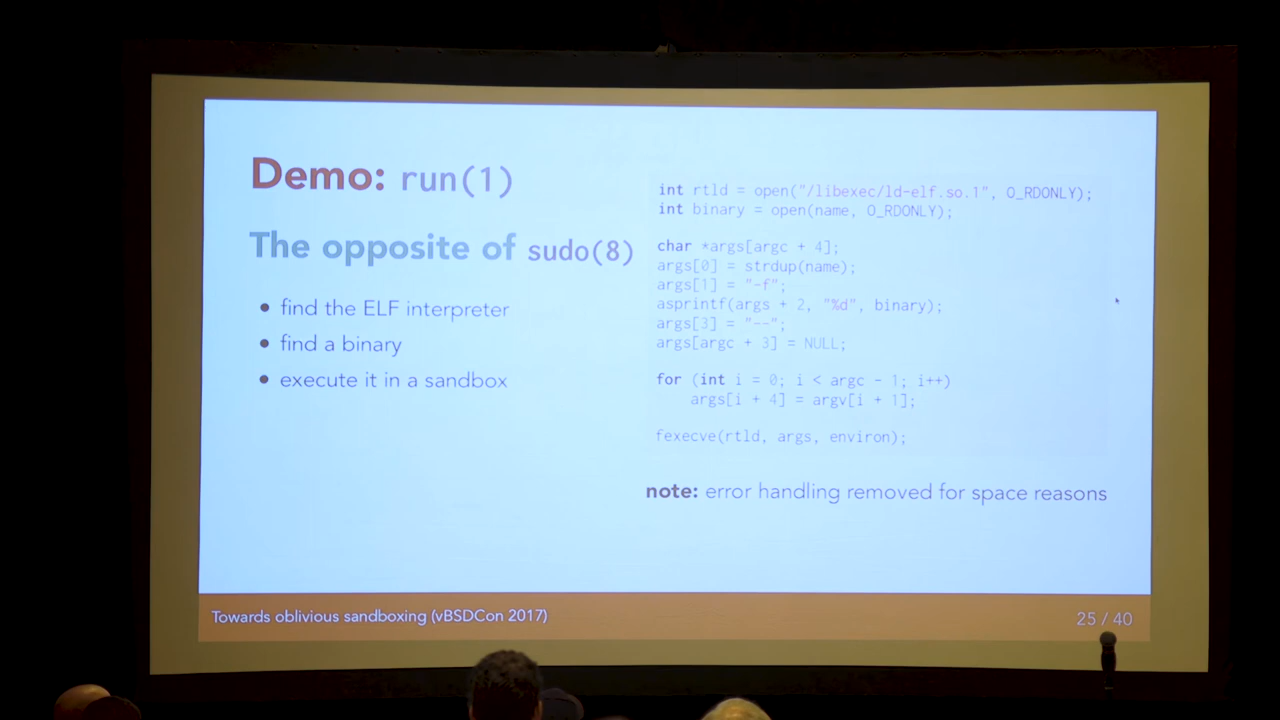 Demo: run(1)
The opposite of sudo(8)
• find the ELF interpreter
• find a binary
• execute it in a sandbox
int rtld = open("/libexec/ld-elf.so.1", O_RDONLY);
int binary = open(name, O_RDONLY);
char *args[argc + 4];
args[0] = strdup(name);
args[1] = "-f";
asprintf(args + 2, "%d", binary);
args[3] = "--";
args[argc + 3] = NULL;
for (int i = 0; i < argc - 1; i++)
args[i + 4] = argv[i + 1];
fexecve(rtld, args, environ);
note: error handling removed for space reasons
Towards oblivious sandboxing (vBSDCon 2017)
25 / 40